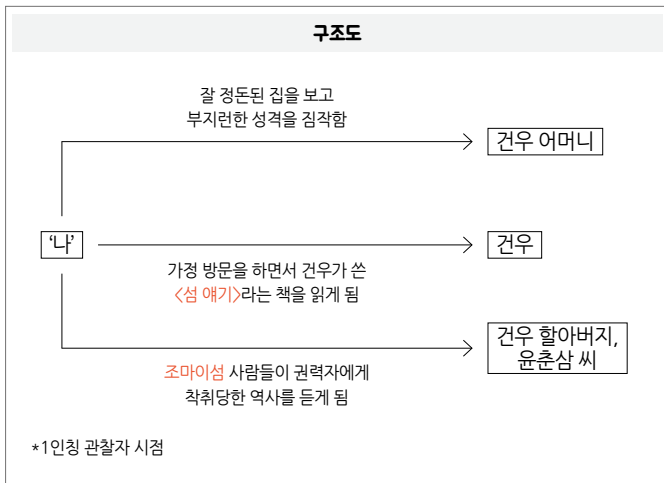 구조도
잘 정돈된 집을 보고
부지런한 성격을 짐작함
건우 어머니
'나'
건우
가정 방문을 하면서 건우가 쓴
<섬 얘기>라는 책을 읽게 됨
건우 할아버지,
윤춘삼 씨
조마이섬 사람들이 권력자에게
착취당한 역사를 듣게 됨
*1인칭 관찰자 시점